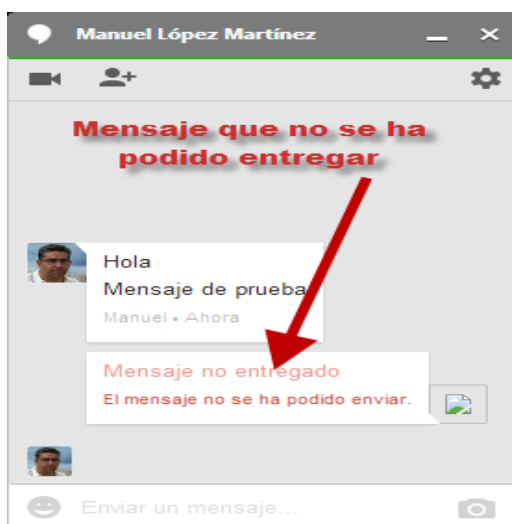 Manuel López Martínez
Mensaje que no se ha
podido entregar
Hola
Mensaje de prueba
Manuel • Ahora
Mensaje no entregado
El mensaje no se ha podido enviar.
Enviar un mensaje...